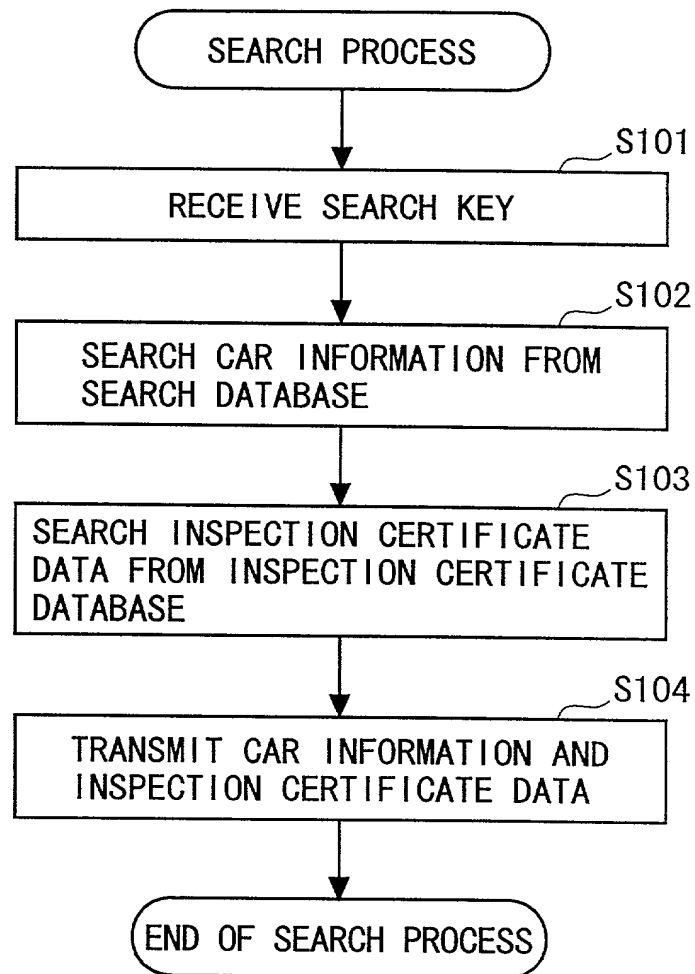 SEARCH PROCESS
S101
RECEIVE SEARCH KEY
S102
SEARCH CAR INFORMATION FROM
SEARCH DATABASE
S103
SEARCH INSPECTION CERTIFICATE
DATA FROM INSPECTION CERTIFICATE
DATABASE
S104
TRANSMIT CAR INFORMATION AND
INSPECTION CERTIFICATE DATA
END OF SEARCH PROCESS